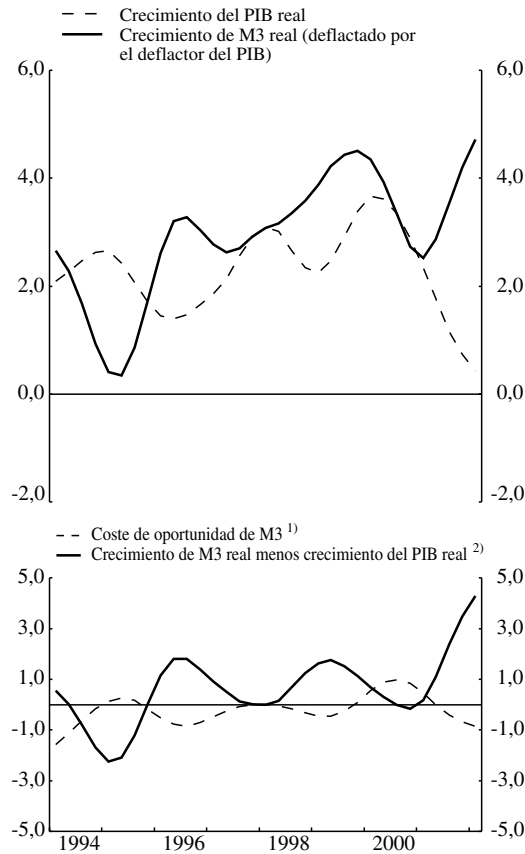 Crecimiento del PIB real
Crecimiento de M3 real (deflactado por
el deflactor del PIB)
6,0 6,0
4,0 4,0
2,0 2,0
0,0 0,0
-2,0 -2,0
Coste de oportunidad de M3 1)
Crecimiento de M3 real menos crecimiento del PIB real 2)
5,0 5,0
3,0 3,0
1,0 1,0
-1,0 -1,0
-3,0 -3,0
-5,0 -5,0
1994 1996 1998 2000